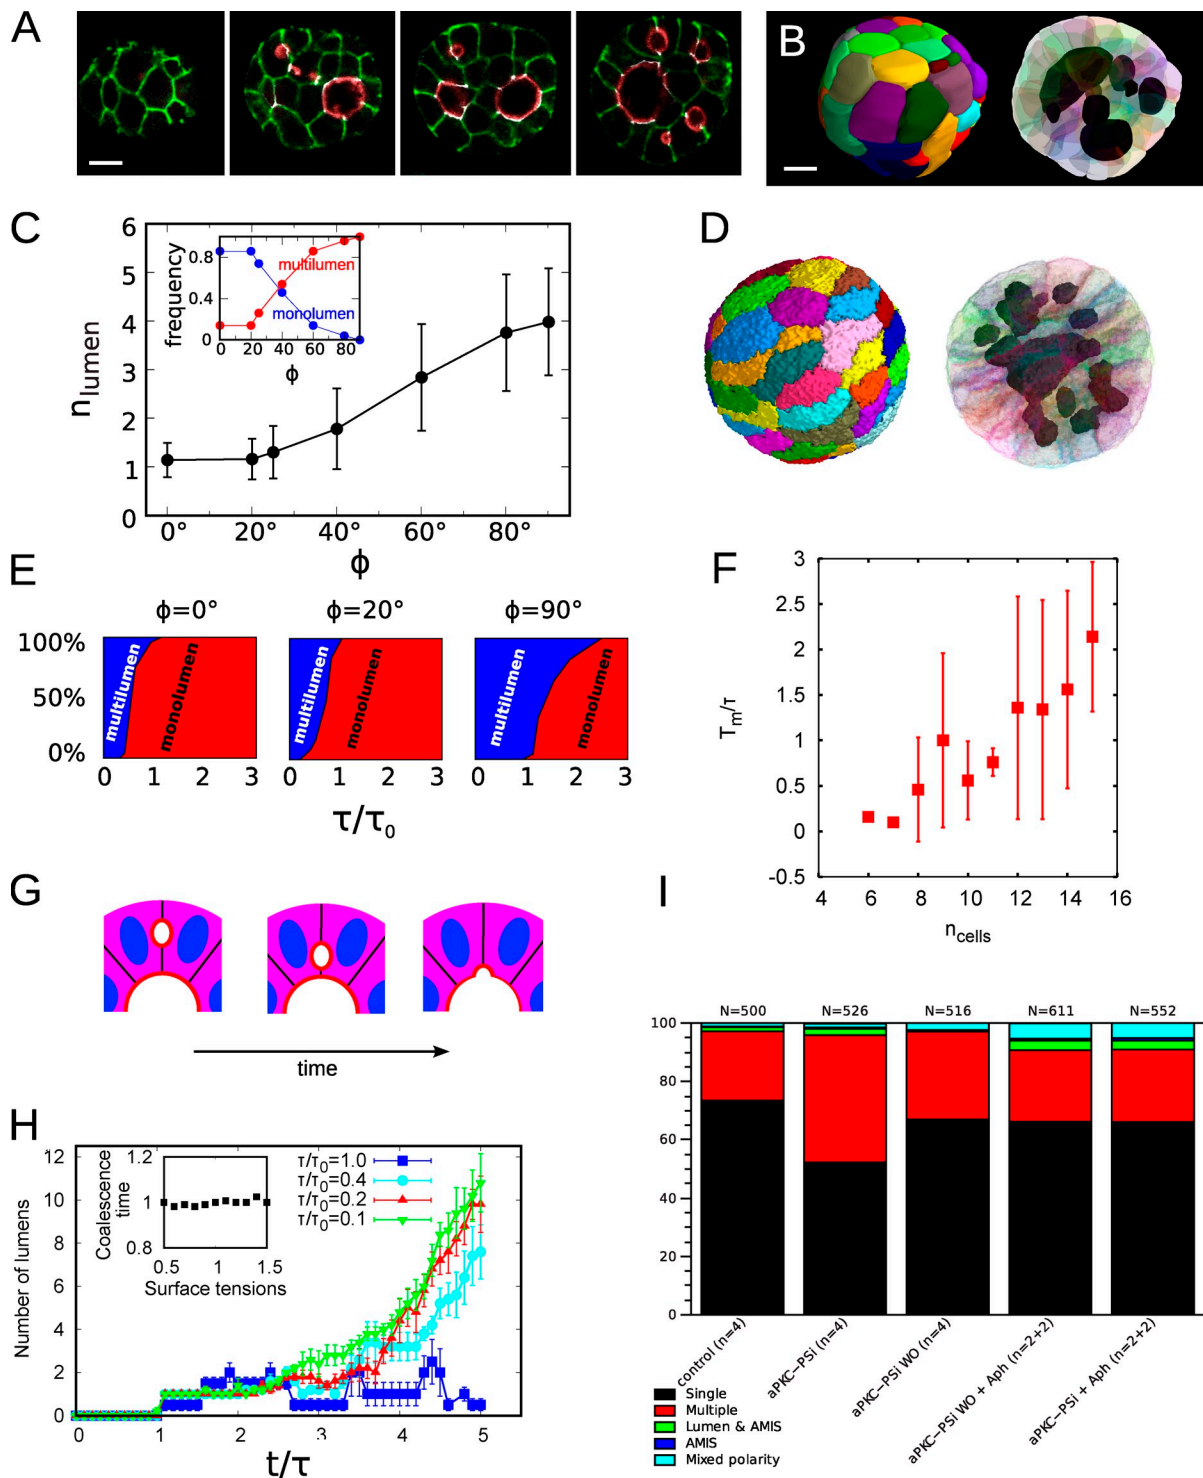 A
B
C
n_lumen
6
5
4
3
2
1
0
0°
20°
40°
60°
80°
ϕ
frequency
0.8
0.4
0
multilumen
monolumen
0
20
40
60
80
ϕ
D
E
ϕ=0°
ϕ=20°
ϕ=90°
100%
50%
0%
multilumen
monolumen
multilumen
monolumen
multilumen
monolumen
0 1 2 3
0 1 2 3
0 1 2 3
τ/τ₀
F
T_m/τ
3
2.5
2
1.5
1
0.5
0
-0.5
4 6 8 10 12 14 16
n_cells
G
time
H
Number of lumens
12
10
8
6
4
2
0
0 1 2 3 4 5
t/τ
Coalescence
time
1.2
1
0.8
0.5 1 1.5
Surface tensions
τ/τ₀=1.0
τ/τ₀=0.4
τ/τ₀=0.2
τ/τ₀=0.1
I
N=500 N=526 N=516 N=611 N=552
100
80
60
40
20
0
control (n=4)
aPKC−PSi (n=4)
aPKC−PSi WO (n=4)
aPKC−PSi WO + Aph (n=2+2)
aPKC−PSi + Aph (n=2+2)
Single
Multiple
Lumen & AMIS
AMIS
Mixed polarity